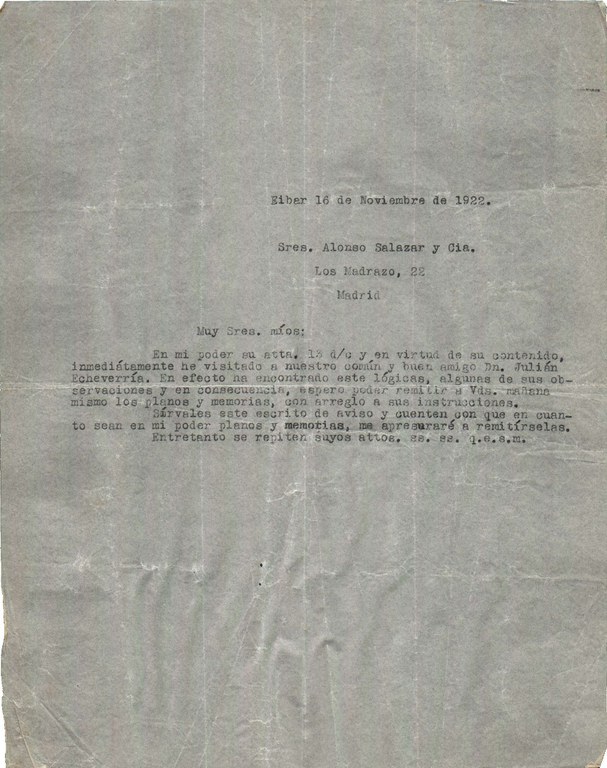 Eibar 16 de Noviembre de 1922.
Sres. Alonso Salazar y Cia.
Los Madrazo, 22
Madrid
Muy Sres. míos:
En mi poder su atta. 13 d/c y en virtud de su contenido,
inmediátamente he visitado a nuestro común y buen amigo Dn. Julián
Echeverría. En efecto ha encontrado este lógicas, algunas de sus ob-
servaciones y en consecuencia, espero poder remitir a Vds. mañana
mismo los planos y memorias, con arreglo a sus instrucciones.
Sírvales este escrito de aviso y cuenten con que en cuan-
to sean en mi poder planos y memorias, me apresuraré a remitírselas.
Entretanto se repiten suyos attos. ss. ss. q.e.s.m.